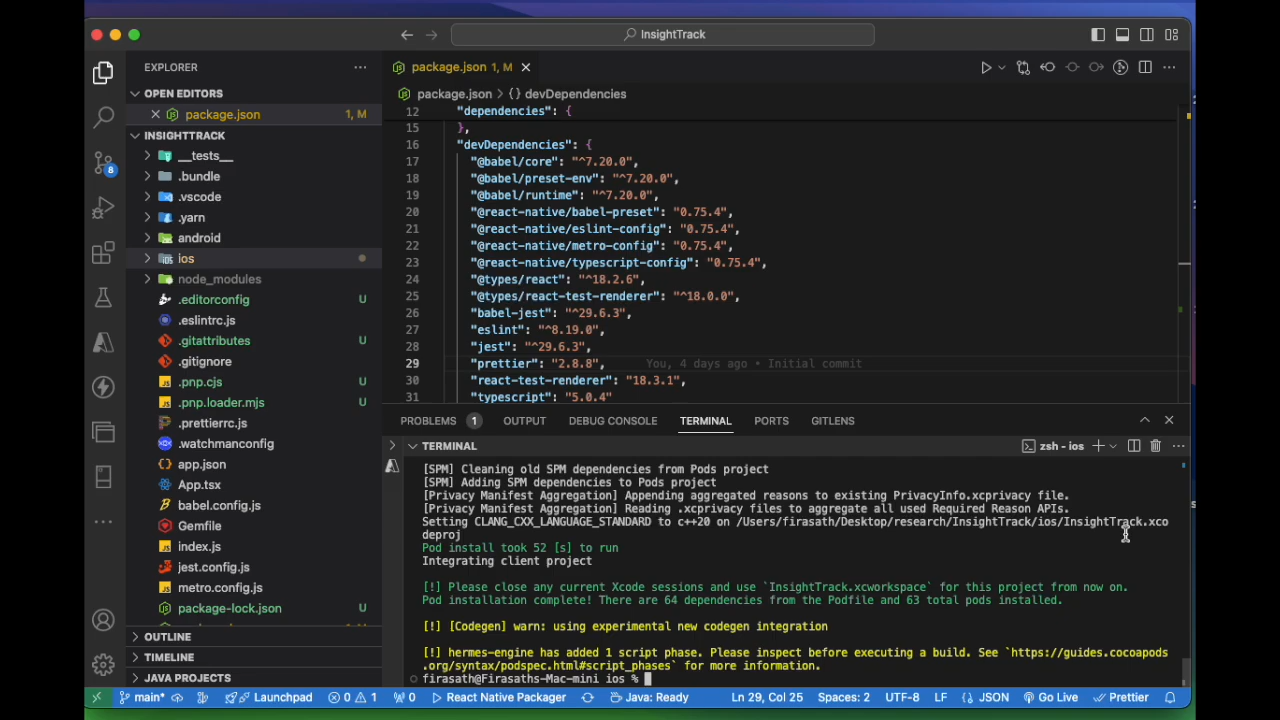 InsightTrack
EXPLORER
OPEN EDITORS
package.json 1, M
INSIGHTTRACK
__tests__
.bundle
.vscode
.yarn
android
ios
node_modules
.editorconfig U
.eslintrc.js
.gitattributes U
.gitignore
.pnp.cjs U
.pnp.loader.mjs U
.prettierrc.js
.watchmanconfig
app.json
App.tsx
babel.config.js
Gemfile
index.js
jest.config.js
metro.config.js
package-lock.json U
OUTLINE
TIMELINE
JAVA PROJECTS
8
package.json 1, M
package.json > {} devDependencies
12 "dependencies": {
15 },
16 "devDependencies": {
17 "@babel/core": "^7.20.0",
18 "@babel/preset-env": "^7.20.0",
19 "@babel/runtime": "^7.20.0",
20 "@react-native/babel-preset": "0.75.4",
21 "@react-native/eslint-config": "0.75.4",
22 "@react-native/metro-config": "0.75.4",
23 "@react-native/typescript-config": "0.75.4",
24 "@types/react": "^18.2.6",
25 "@types/react-test-renderer": "^18.0.0",
26 "babel-jest": "^29.6.3",
27 "eslint": "^8.19.0",
28 "jest": "^29.6.3",
29 "prettier": "2.8.8", You, 4 days ago • Initial commit
30 "react-test-renderer": "18.3.1",
31 "typescript": "5.0.4"
PROBLEMS 1 OUTPUT DEBUG CONSOLE TERMINAL PORTS GITLENS
TERMINAL zsh - ios
[SPM] Cleaning old SPM dependencies from Pods project
[SPM] Adding SPM dependencies to Pods project
[Privacy Manifest Aggregation] Appending aggregated reasons to existing PrivacyInfo.xcprivacy file.
[Privacy Manifest Aggregation] Reading .xcprivacy files to aggregate all used Required Reason APIs.
Setting CLANG_CXX_LANGUAGE_STANDARD to c++20 on /Users/firasath/Desktop/research/InsightTrack/ios/InsightTrack.xco
deproj
Pod install took 52 [s] to run
Integrating client project
[!] Please close any current Xcode sessions and use `InsightTrack.xcworkspace` for this project from now on.
Pod installation complete! There are 64 dependencies from the Podfile and 63 total pods installed.
[!] [Codegen] warn: using experimental new codegen integration
[!] hermes-engine has added 1 script phase. Please inspect before executing a build. See `https://guides.cocoapods
.org/syntax/podspec.html#script_phases` for more information.
firasath@Firasaths-Mac-mini ios %
main* Launchpad 0 1 0 React Native Packager Java: Ready Ln 29, Col 25 Spaces: 2 UTF-8 LF {} JSON Go Live Prettier